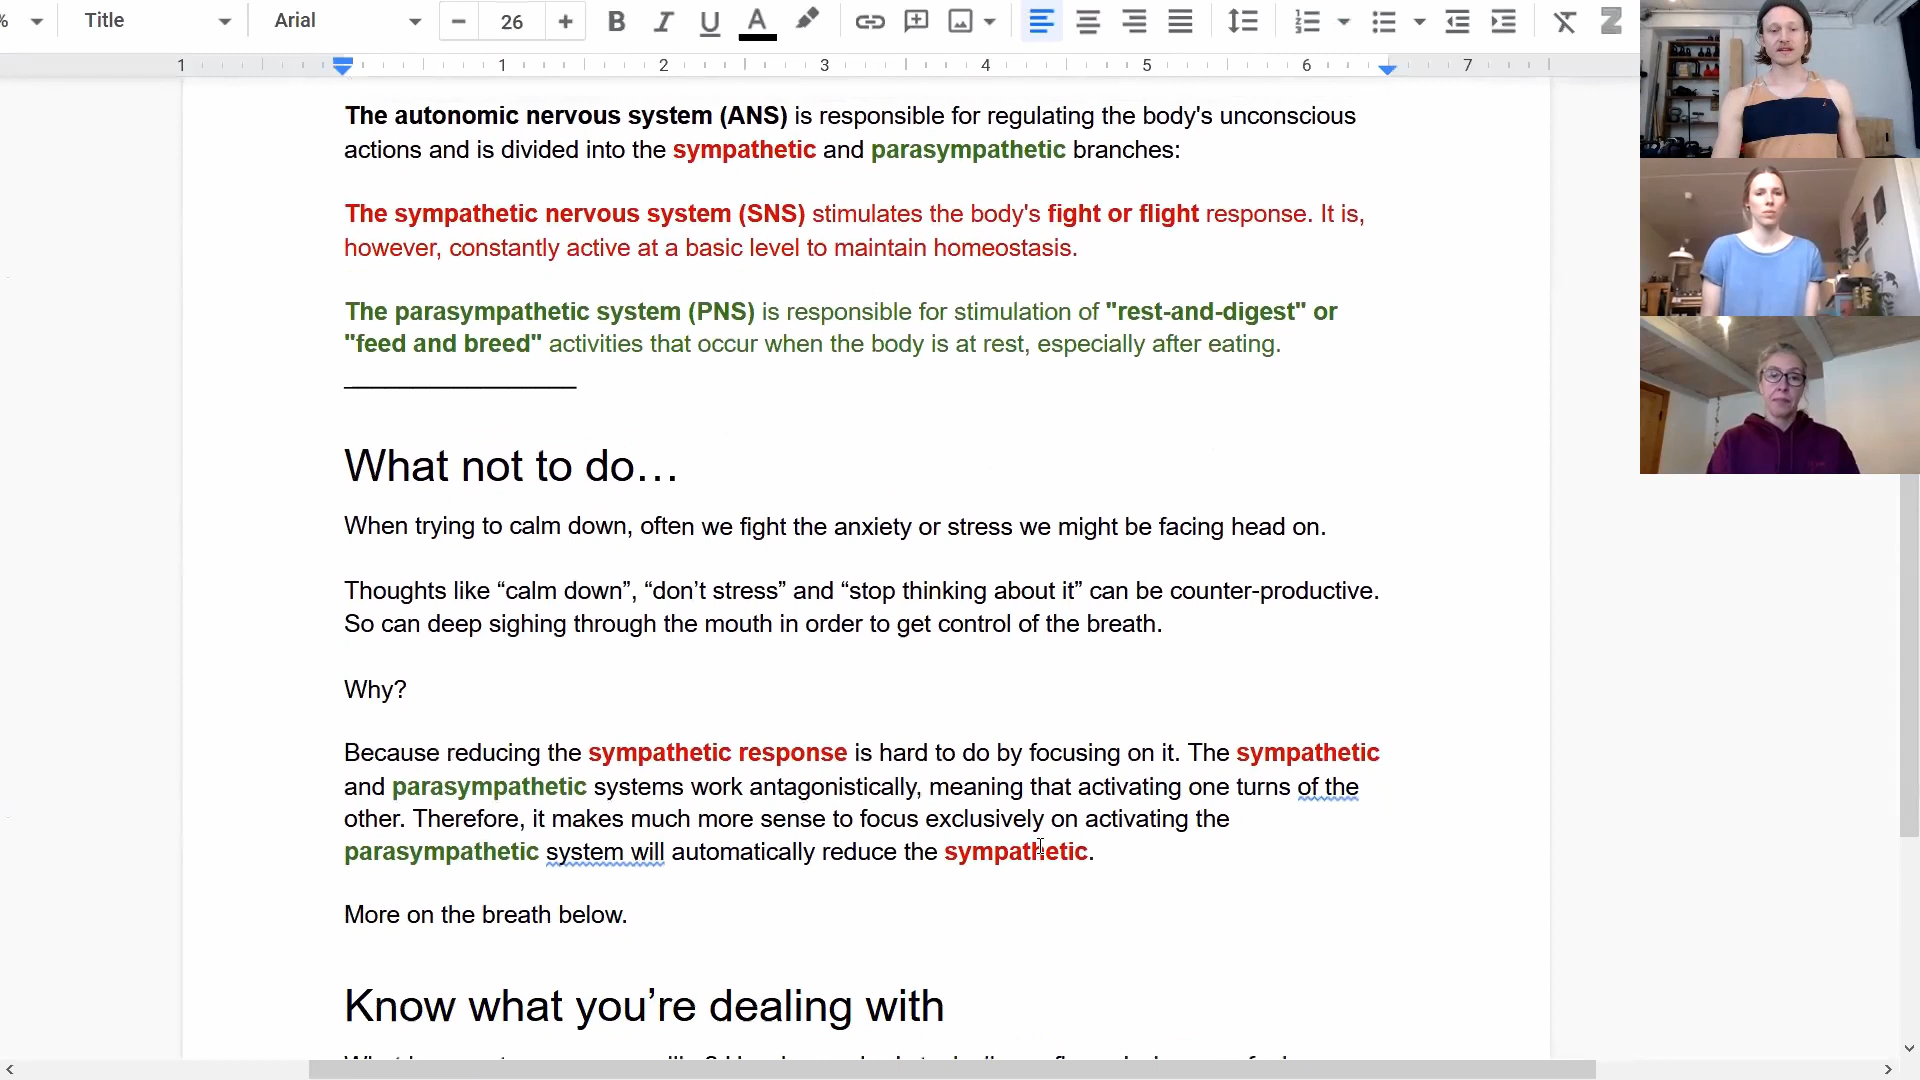 %
Title
Arial
26
B I U A
1 1 2 3 4 5 6 7
The autonomic nervous system (ANS) is responsible for regulating the body's unconscious
actions and is divided into the sympathetic and parasympathetic branches:
The sympathetic nervous system (SNS) stimulates the body's fight or flight response. It is,
however, constantly active at a basic level to maintain homeostasis.
The parasympathetic system (PNS) is responsible for stimulation of "rest-and-digest" or
"feed and breed" activities that occur when the body is at rest, especially after eating.
What not to do…
When trying to calm down, often we fight the anxiety or stress we might be facing head on.
Thoughts like “calm down”, “don’t stress” and “stop thinking about it” can be counter-productive.
So can deep sighing through the mouth in order to get control of the breath.
Why?
Because reducing the sympathetic response is hard to do by focusing on it. The sympathetic
and parasympathetic systems work antagonistically, meaning that activating one turns of the
other. Therefore, it makes much more sense to focus exclusively on activating the
parasympathetic system will automatically reduce the sympathetic.
More on the breath below.
Know what you’re dealing with